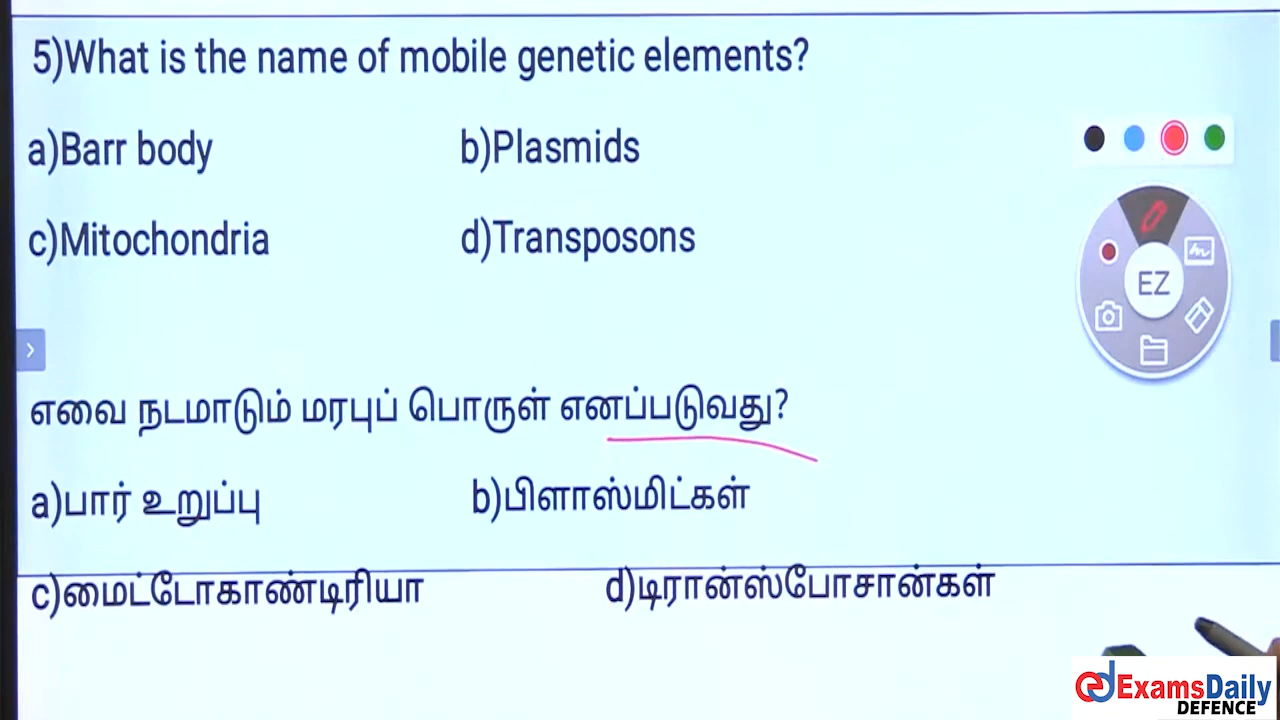 5)What is the name of mobile genetic elements?
a)Barr body b)Plasmids
c)Mitochondria d)Transposons
EZ
எவை நடமாடும் மரபுப் பொருள் எனப்படுவது?
a)பார் உறுப்பு b)பிளாஸ்மிட்கள்
c)மைட்டோகாண்டிரியா d)டிரான்ஸ்போசான்கள்
ExamsDaily
DEFENCE